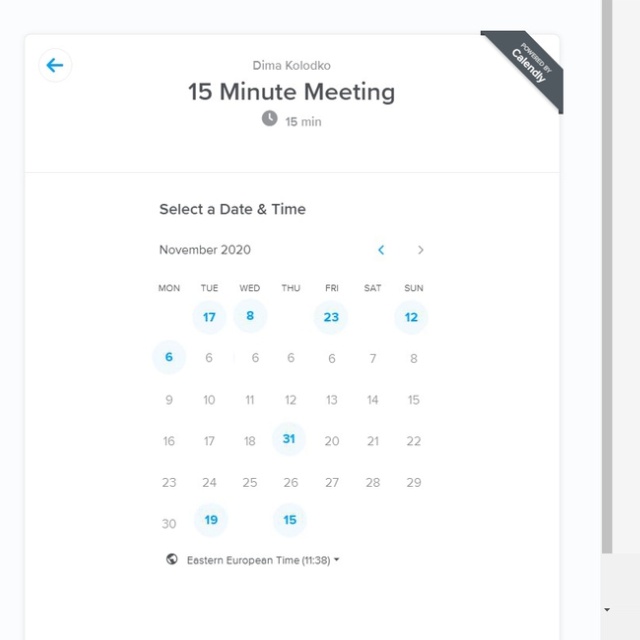 POWERED BY
Calendly
Dima Kolodko
15 Minute Meeting
15 min
Select a Date & Time
November 2020
MON TUE WED THU FRI SAT SUN
17 8 23 12
6 6 6 6 6 7 8
9 10 11 12 13 14 15
16 17 18 31 20 21 22
23 24 25 26 27 28 29
30 19 15
Eastern European Time (11:38)